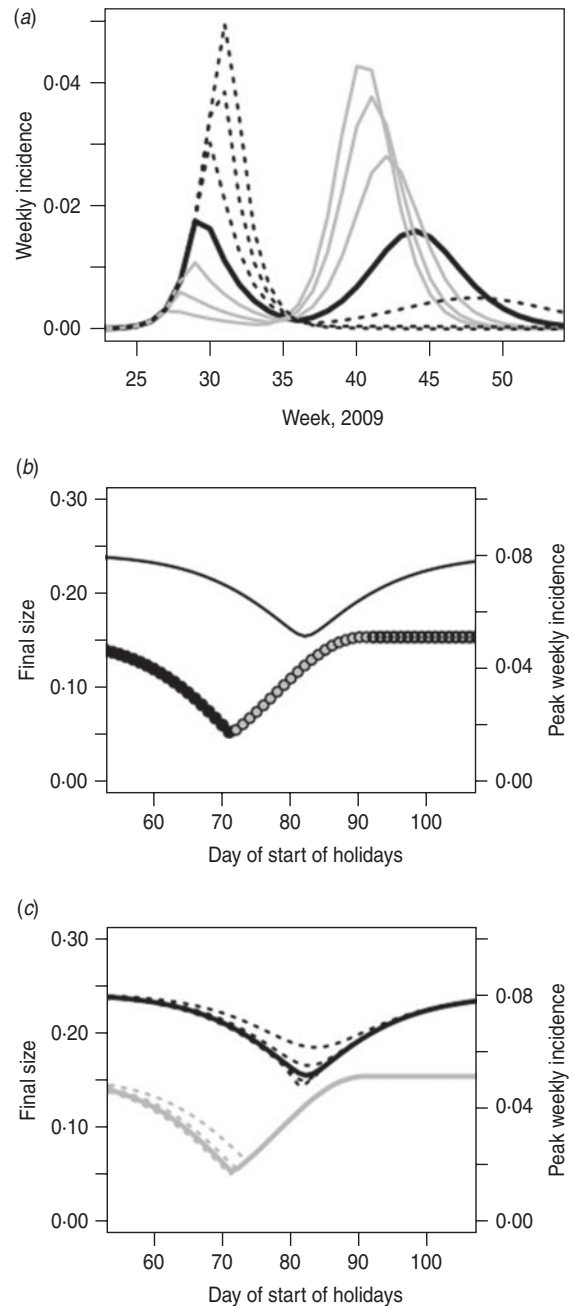 (a)
0·04
0·02
0·00
Weekly incidence
25 30 35 40 45 50
Week, 2009
(b)
0·30
0·20
0·10
0·00
Final size
0·08
0·04
0·00
Peak weekly incidence
60 70 80 90 100
Day of start of holidays
(c)
0·30
0·20
0·10
0·00
Final size
0·08
0·04
0·00
Peak weekly incidence
60 70 80 90 100
Day of start of holidays